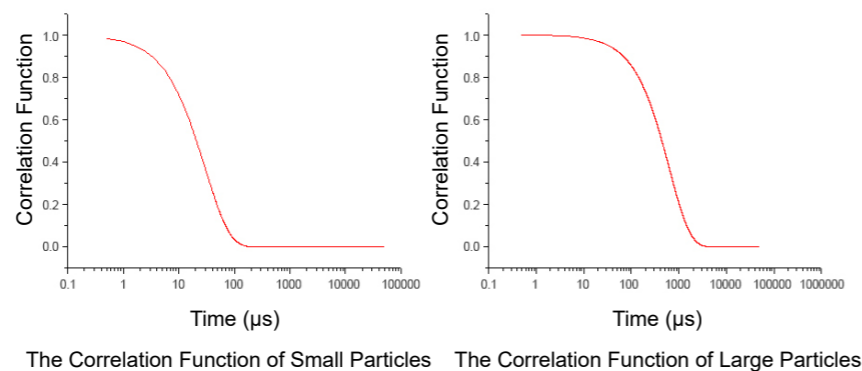 Correlation Function
1.0
0.8
0.6
0.4
0.2
0.0
0.1 1 10 100 1000 10000 100000
Time (μs)
The Correlation Function of Small Particles
Correlation Function
1.0
0.8
0.6
0.4
0.2
0.0
0.1 1 10 100 1000 10000 100000 1000000
Time (μs)
The Correlation Function of Large Particles